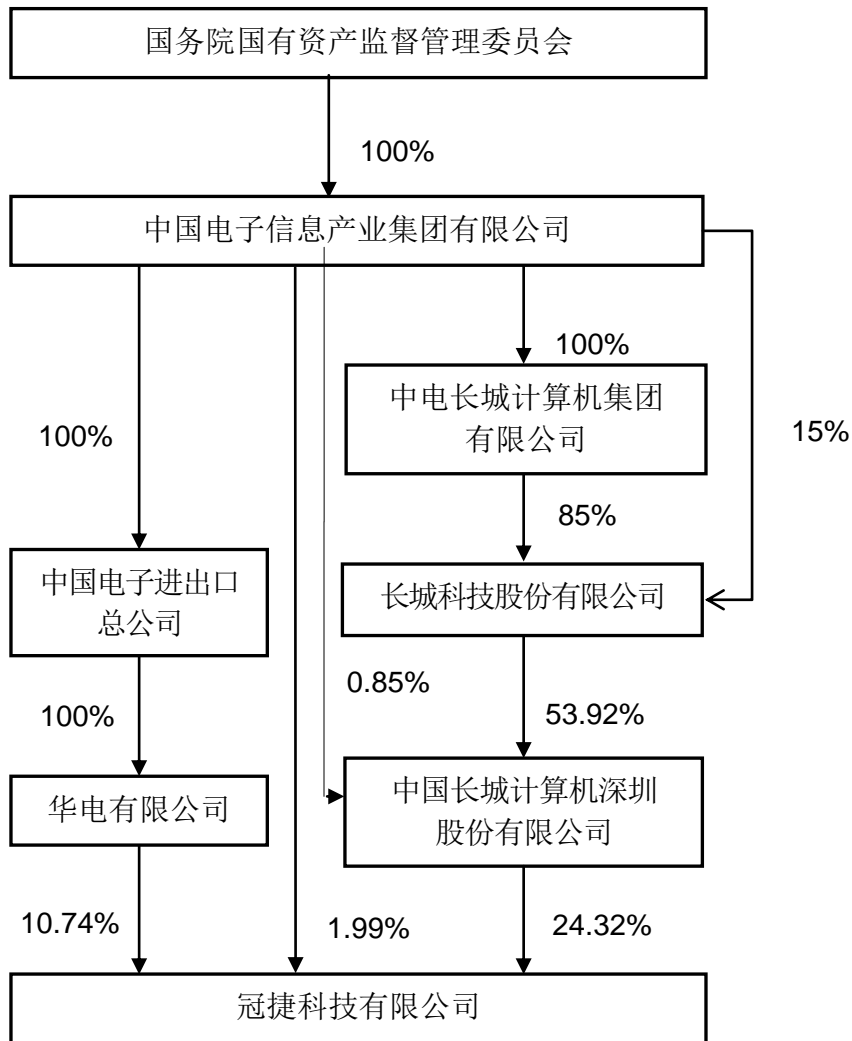 国务院国有资产监督管理委员会
100%
中国电子信息产业集团有限公司
100%
中电长城计算机集团
有限公司
15%
100%
85%
中国电子进出口
总公司
长城科技股份有限公司
0.85%
53.92%
100%
华电有限公司
中国长城计算机深圳
股份有限公司
10.74%
1.99%
24.32%
冠捷科技有限公司